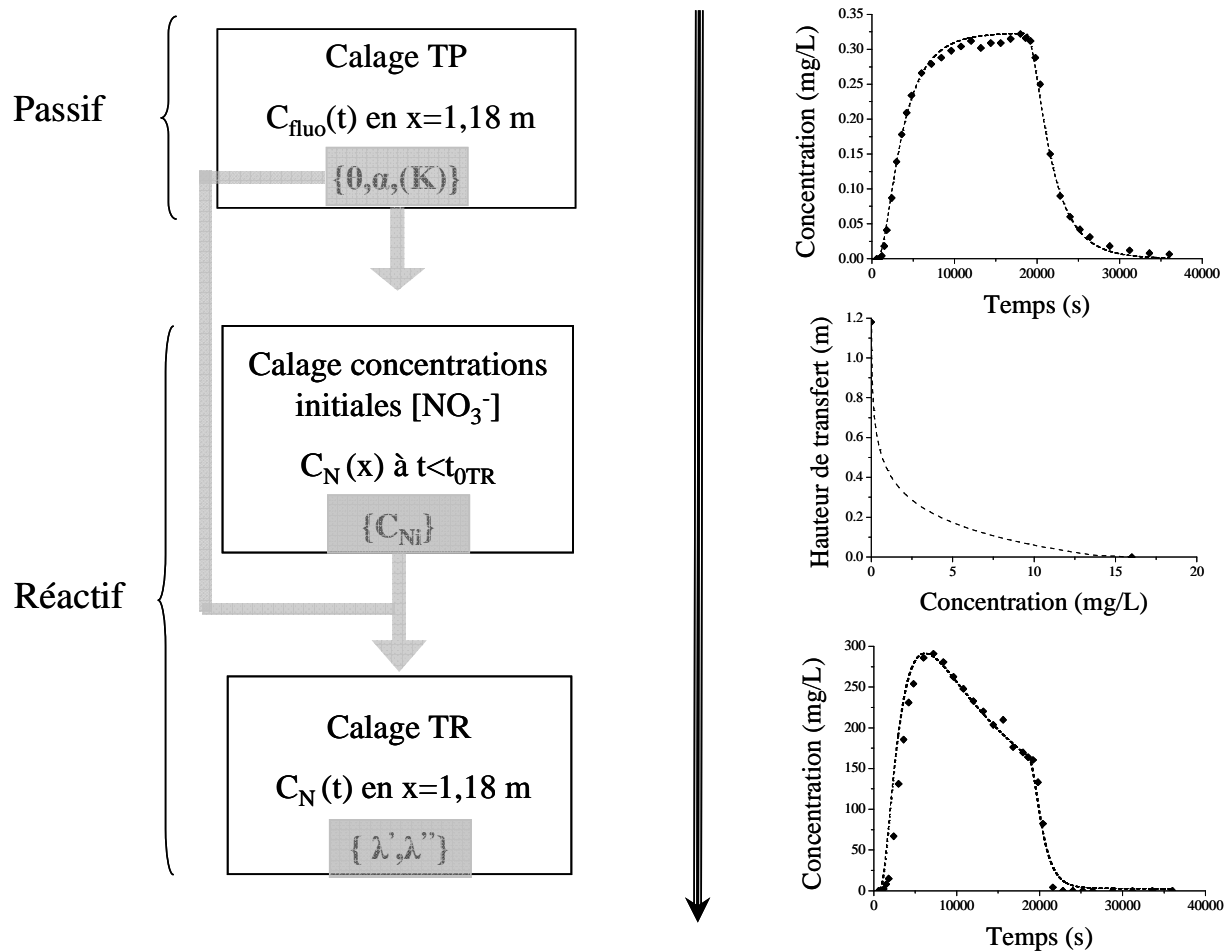 Passif
Calage TP
C_fluo(t) en x=1,18 m
{θ,α,(K)}
Réactif
Calage concentrations
initiales [NO₃⁻]
C_N (x) à t<t_0TR
{C_Ni}
Calage TR
C_N (t) en x=1,18 m
{ λ',λ''}
Concentration (mg/L)
0.35
0.30
0.25
0.20
0.15
0.10
0.05
0.00
0 10000 20000 30000 40000
Temps (s)
Hauteur de transfert (m)
1.2
1.0
0.8
0.6
0.4
0.2
0.0
0 5 10 15 20
Concentration (mg/L)
Concentration (mg/L)
300
250
200
150
100
50
0
0 10000 20000 30000 40000
Temps (s)